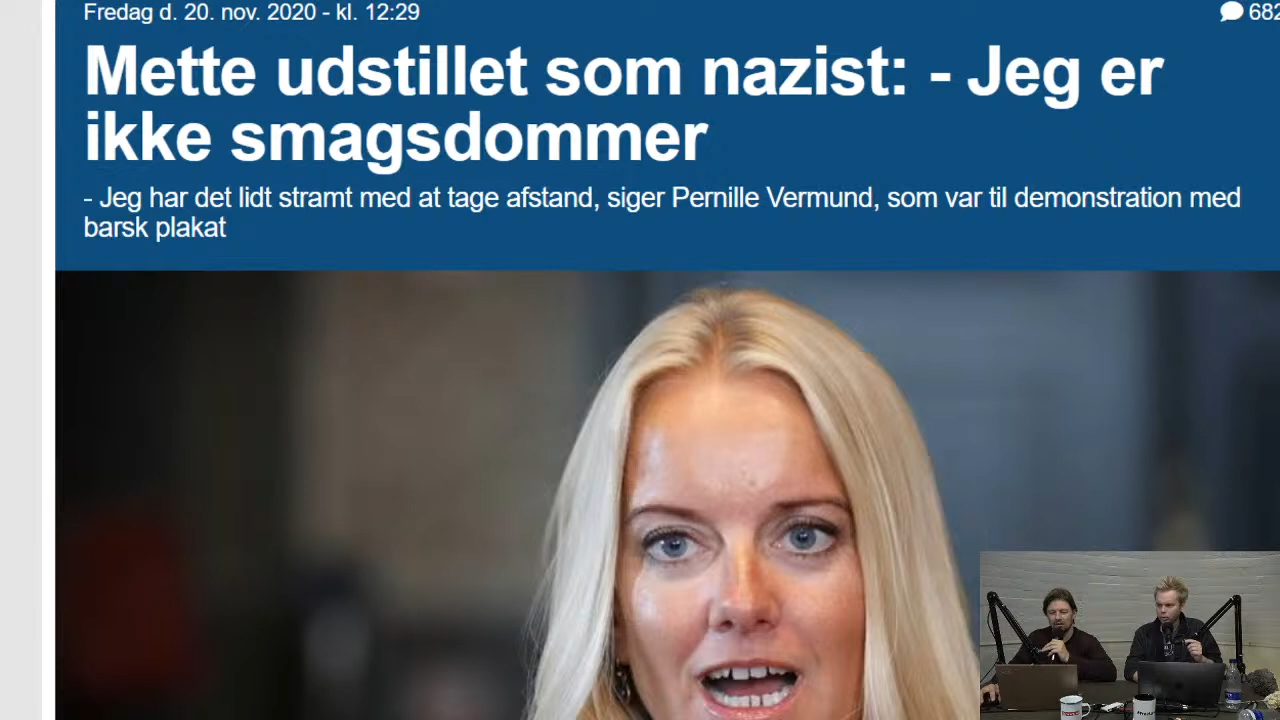 Fredag d. 20. nov. 2020 - kl. 12:29
682
Mette udstillet som nazist: - Jeg er
ikke smagsdommer
- Jeg har det lidt stramt med at tage afstand, siger Pernille Vermund, som var til demonstration med
barsk plakat